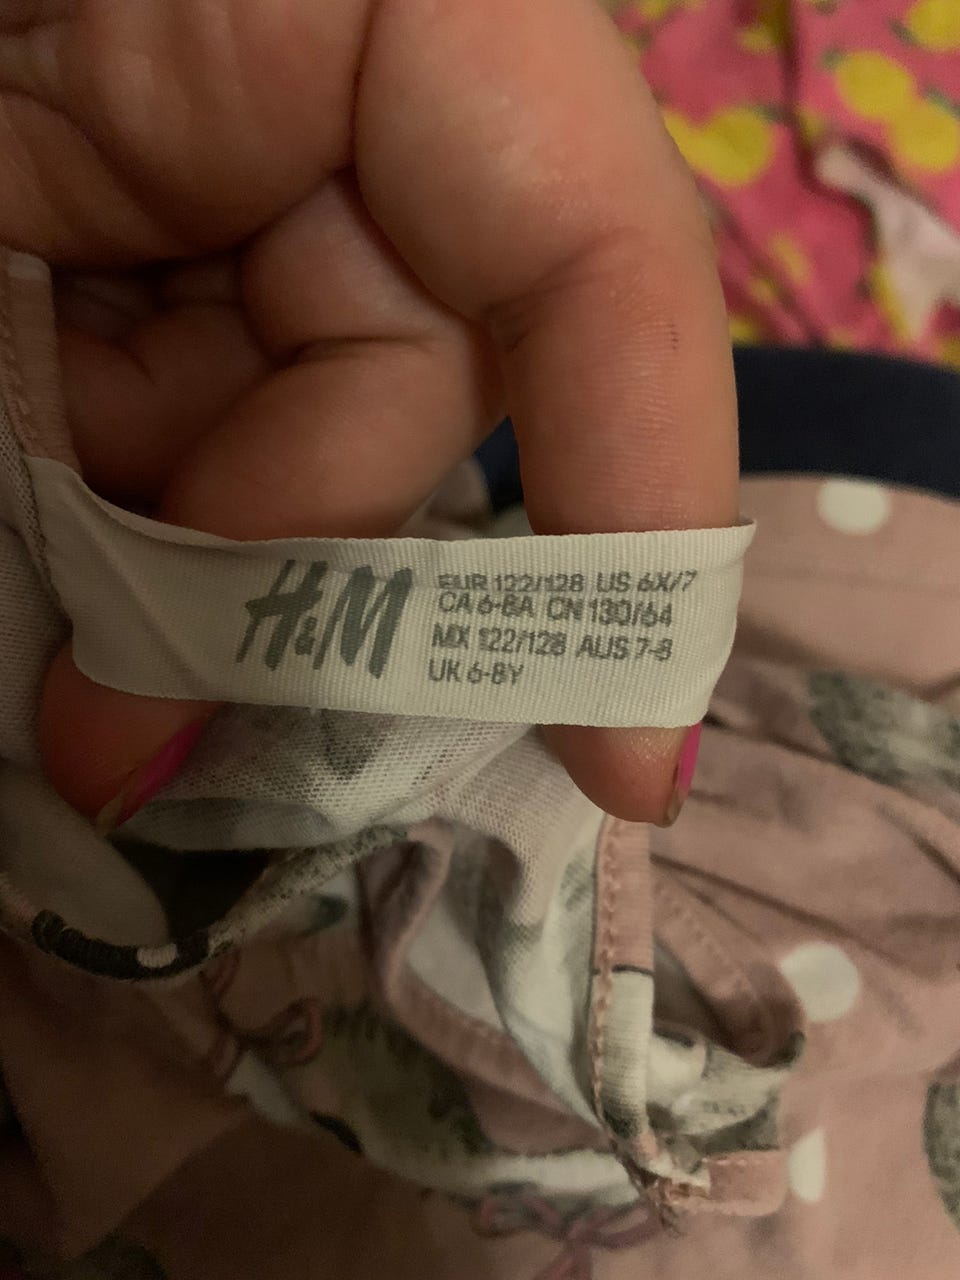 H&M
EUR 122/128 US 6X/7
CA 6-8A CN 130/64
MX 122/128 AUS 7-8
UK 6-8Y